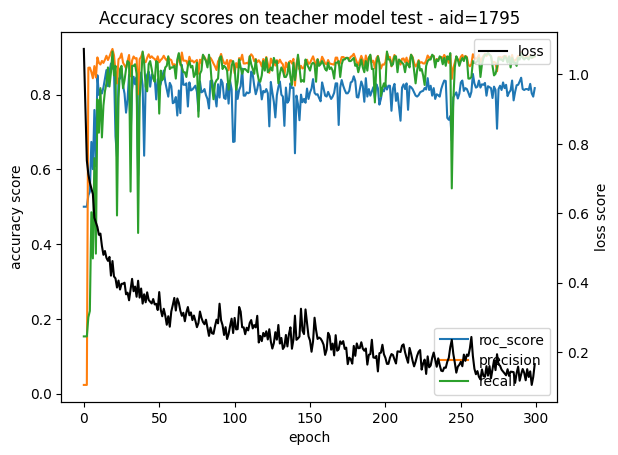 Accuracy scores on teacher model test - aid=1795
loss
accuracy score
loss score
0.8
0.6
0.4
0.2
0.0
1.0
0.8
0.6
0.4
0.2
roc_score
precision
recall
0
50
100
150
200
250
300
epoch